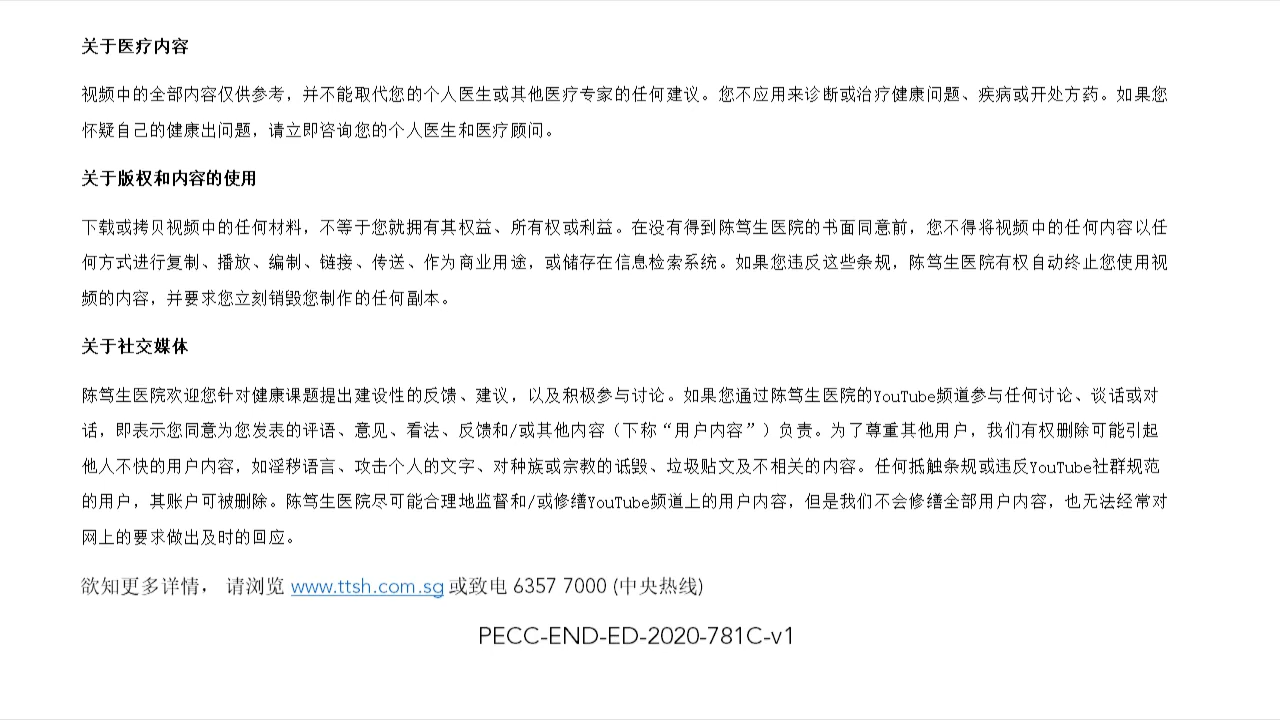 关于医疗内容
视频中的全部内容仅供参考，并不能取代您的个人医生或其他医疗专家的任何建议。您不应用来诊断或治疗健康问题、疾病或开处方药。如果您
怀疑自己的健康出问题，请立即咨询您的个人医生和医疗顾问。
关于版权和内容的使用
下载或拷贝视频中的任何材料，不等于您就拥有其权益、所有权或利益。在没有得到陈笃生医院的书面同意前，您不得将视频中的任何内容以任
何方式进行复制、播放、编制、链接、传送、作为商业用途，或储存在信息检索系统。如果您违反这些条规，陈笃生医院有权自动终止您使用视
频的内容，并要求您立刻销毁您制作的任何副本。
关于社交媒体
陈笃生医院欢迎您针对健康课题提出建设性的反馈、建议，以及积极参与讨论。如果您通过陈笃生医院的YouTube频道参与任何讨论、谈话或对
话，即表示您同意为您发表的评语、意见、看法、反馈和/或其他内容（下称“用户内容”）负责。为了尊重其他用户，我们有权删除可能引起
他人不快的用户内容，如淫秽语言、攻击个人的文字、对种族或宗教的诋毁、垃圾贴文及不相关的内容。任何抵触条规或违反YouTube社群规范
的用户，其账户可被删除。陈笃生医院尽可能合理地监督和/或修缮YouTube频道上的用户内容，但是我们不会修缮全部用户内容，也无法经常对
网上的要求做出及时的回应。
欲知更多详情， 请浏览 www.ttsh.com.sg 或致电 6357 7000 (中央热线)
PECC-END-ED-2020-781C-v1